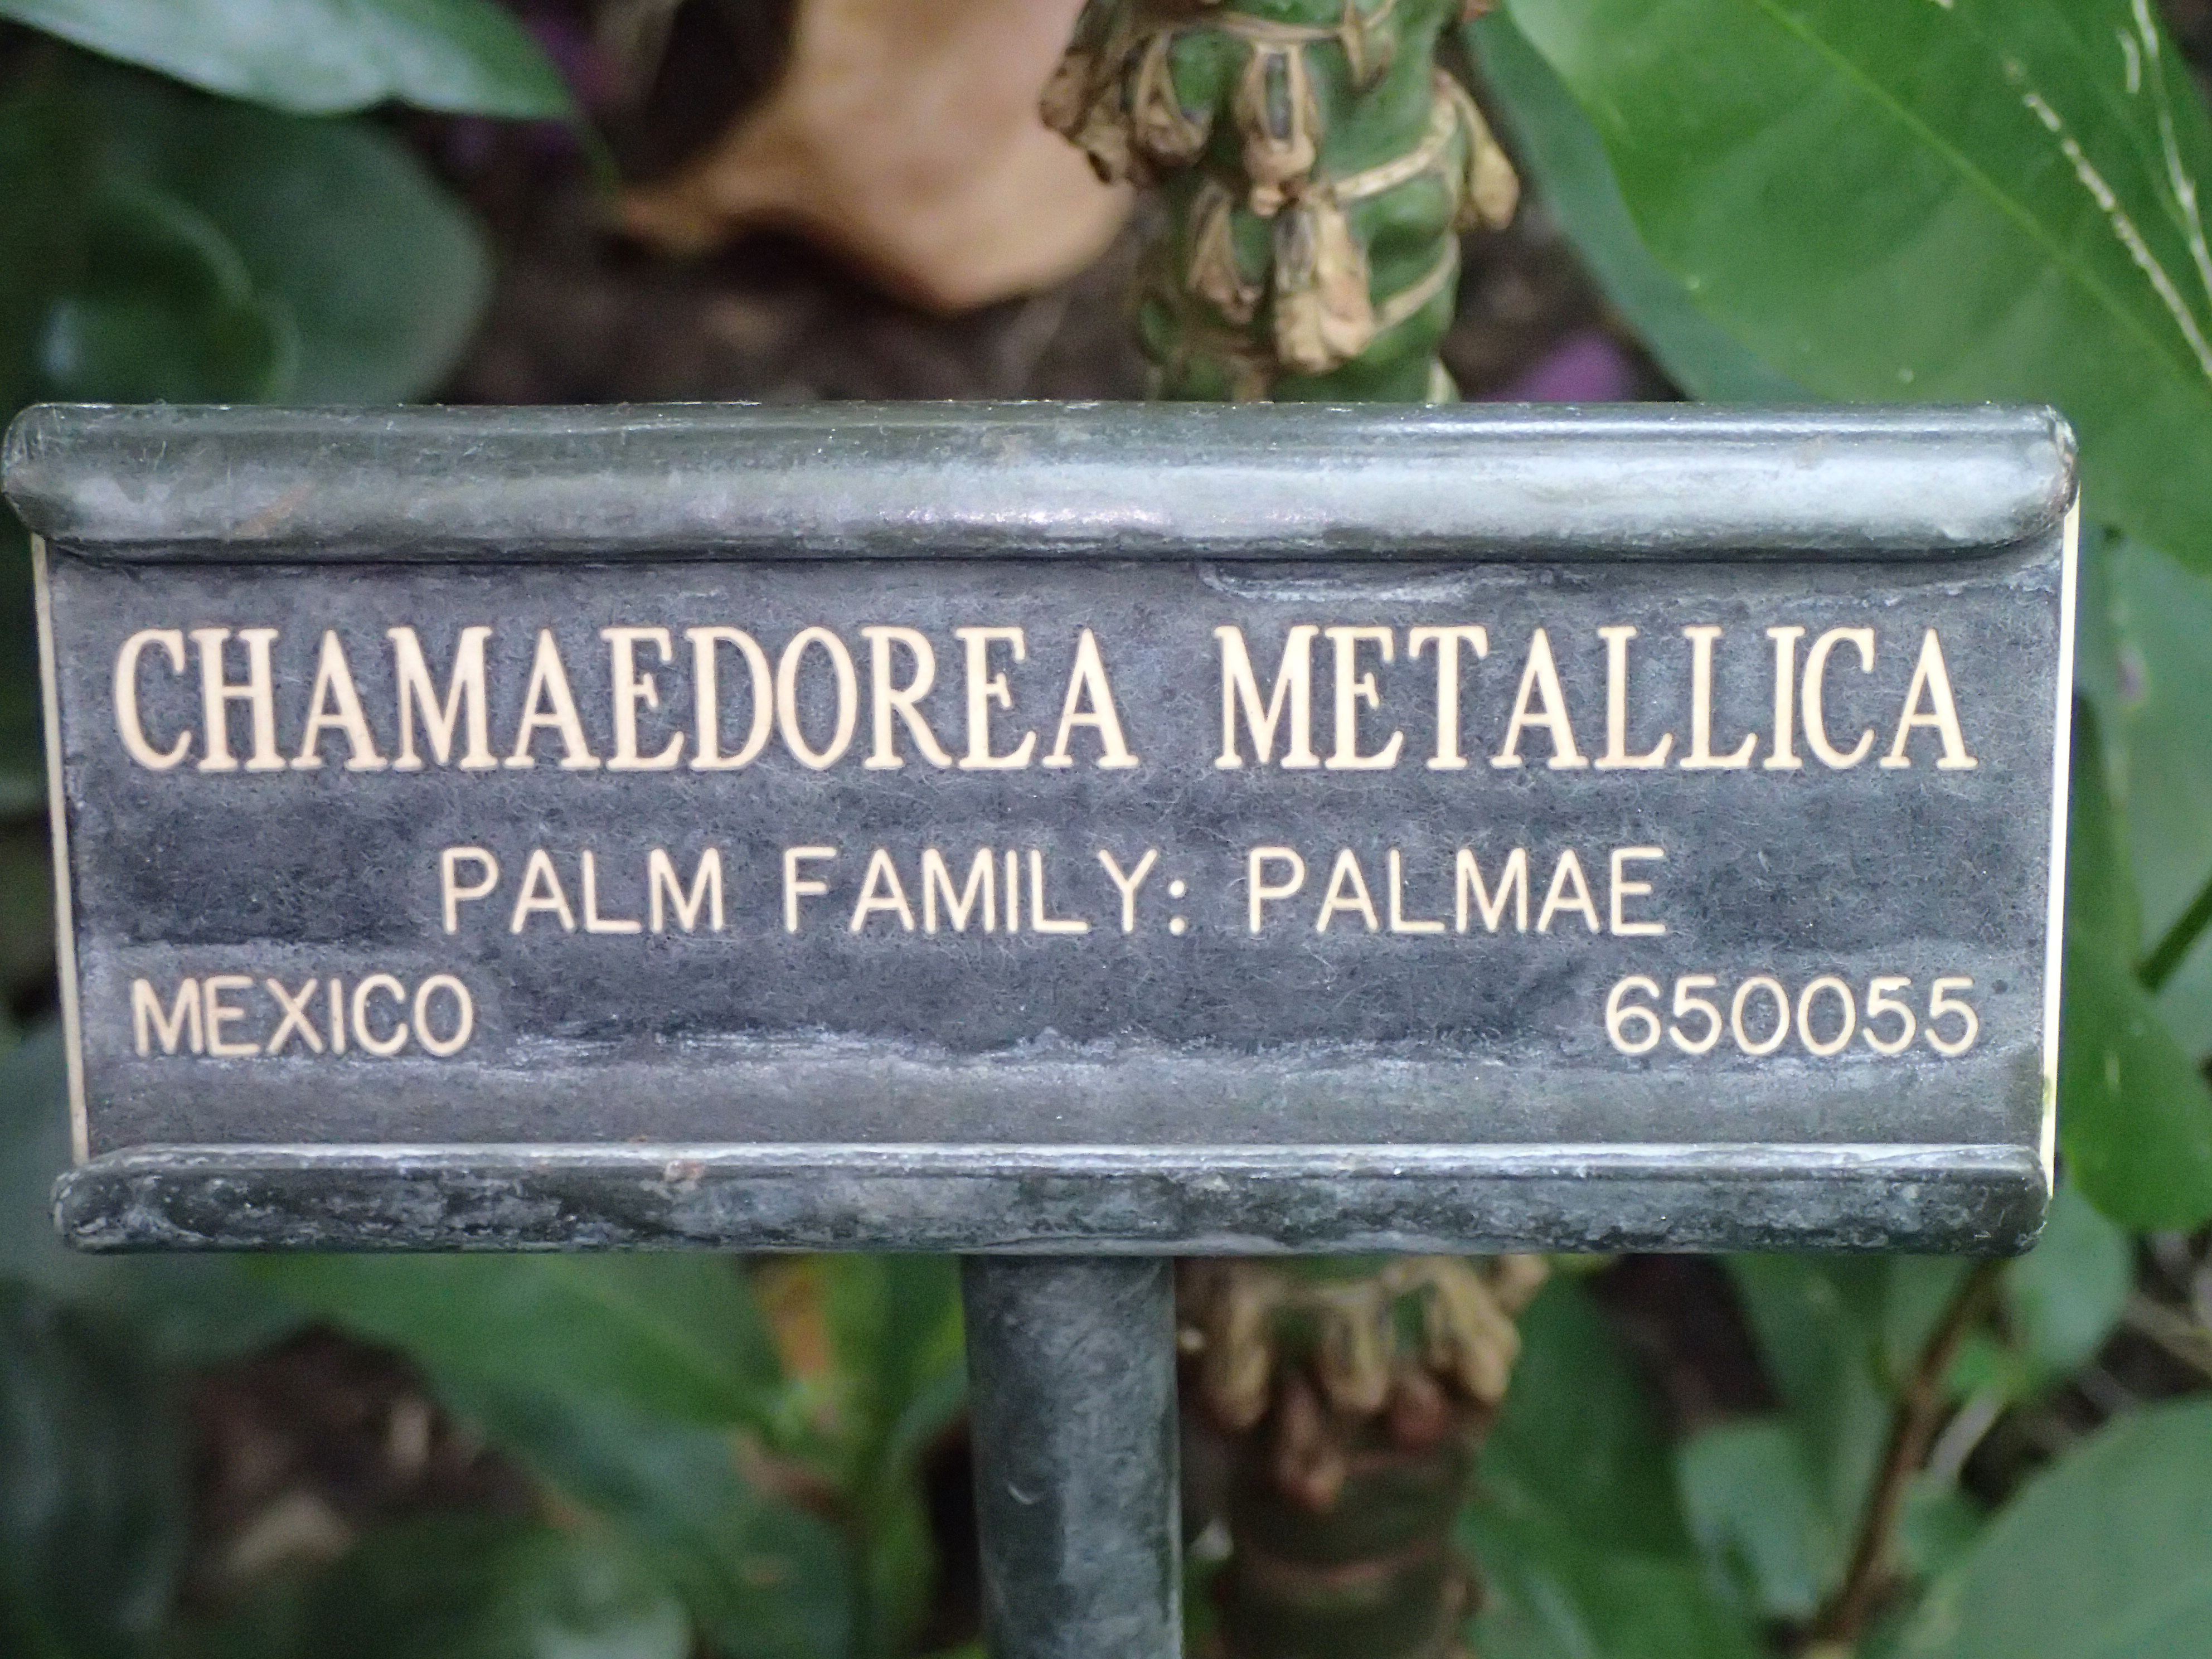 CHAMAEDOREA METALLICA
PALM FAMILY: PALMAE
MEXICO 650055